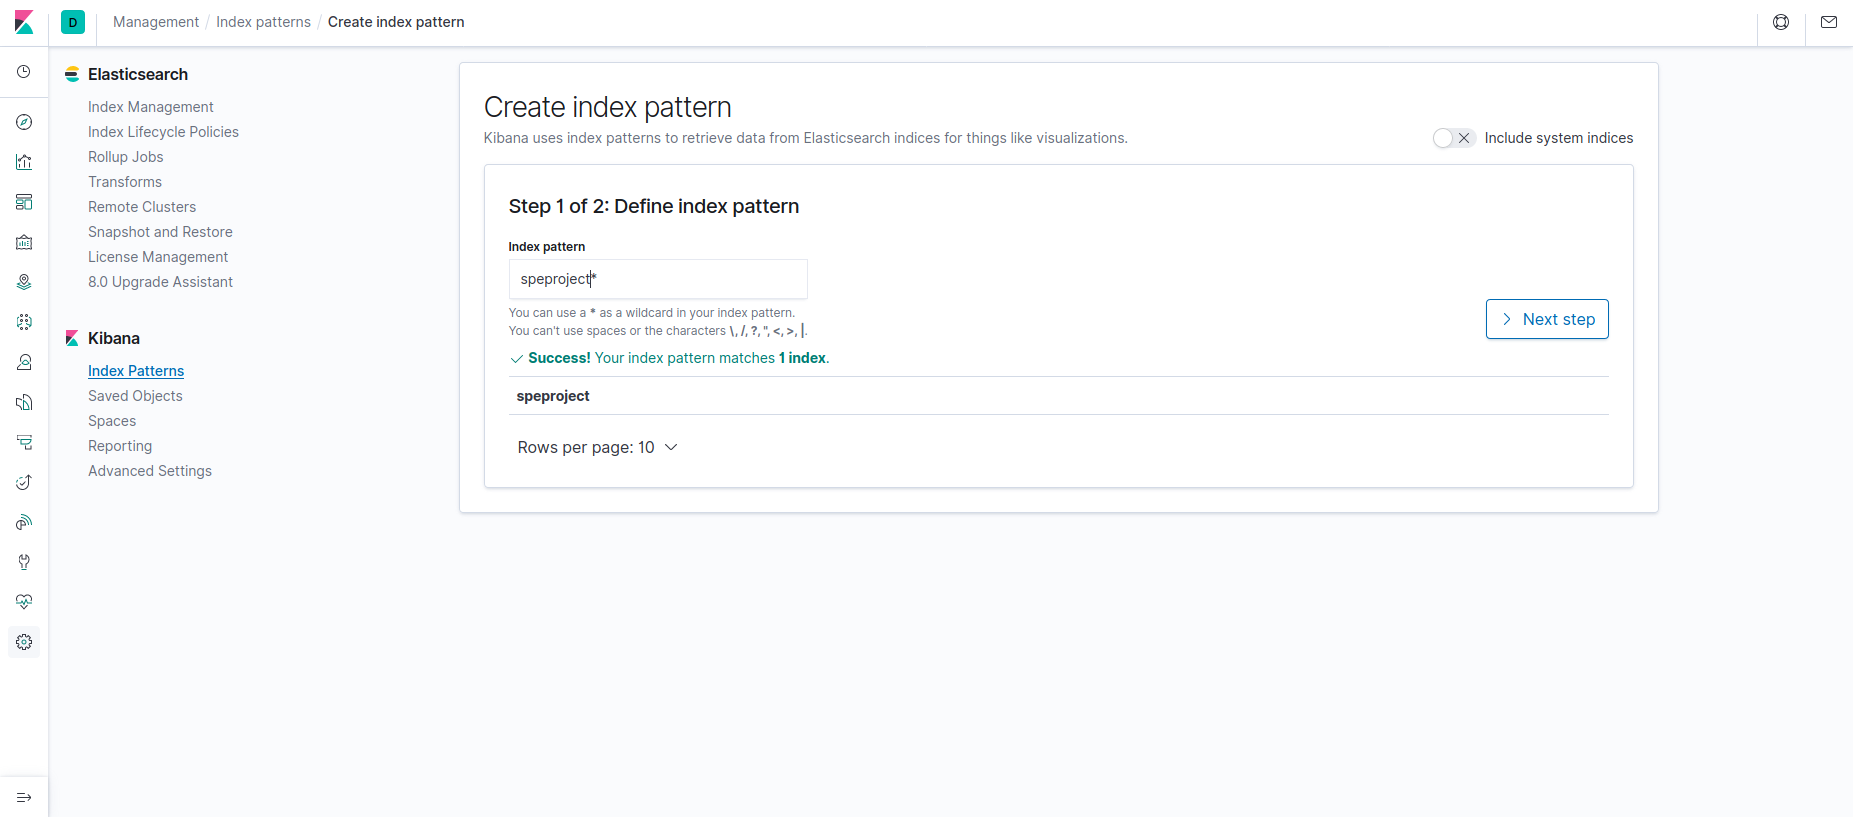 D
Management / Index patterns / Create index pattern
Elasticsearch
Index Management
Index Lifecycle Policies
Rollup Jobs
Transforms
Remote Clusters
Snapshot and Restore
License Management
8.0 Upgrade Assistant
Kibana
Index Patterns
Saved Objects
Spaces
Reporting
Advanced Settings
Create index pattern
Kibana uses index patterns to retrieve data from Elasticsearch indices for things like visualizations.
Include system indices
Step 1 of 2: Define index pattern
Index pattern
speproject*
You can use a * as a wildcard in your index pattern.
You can't use spaces or the characters \, /, ?, ", <, >, |.
Next step
Success! Your index pattern matches 1 index.
speproject
Rows per page: 10